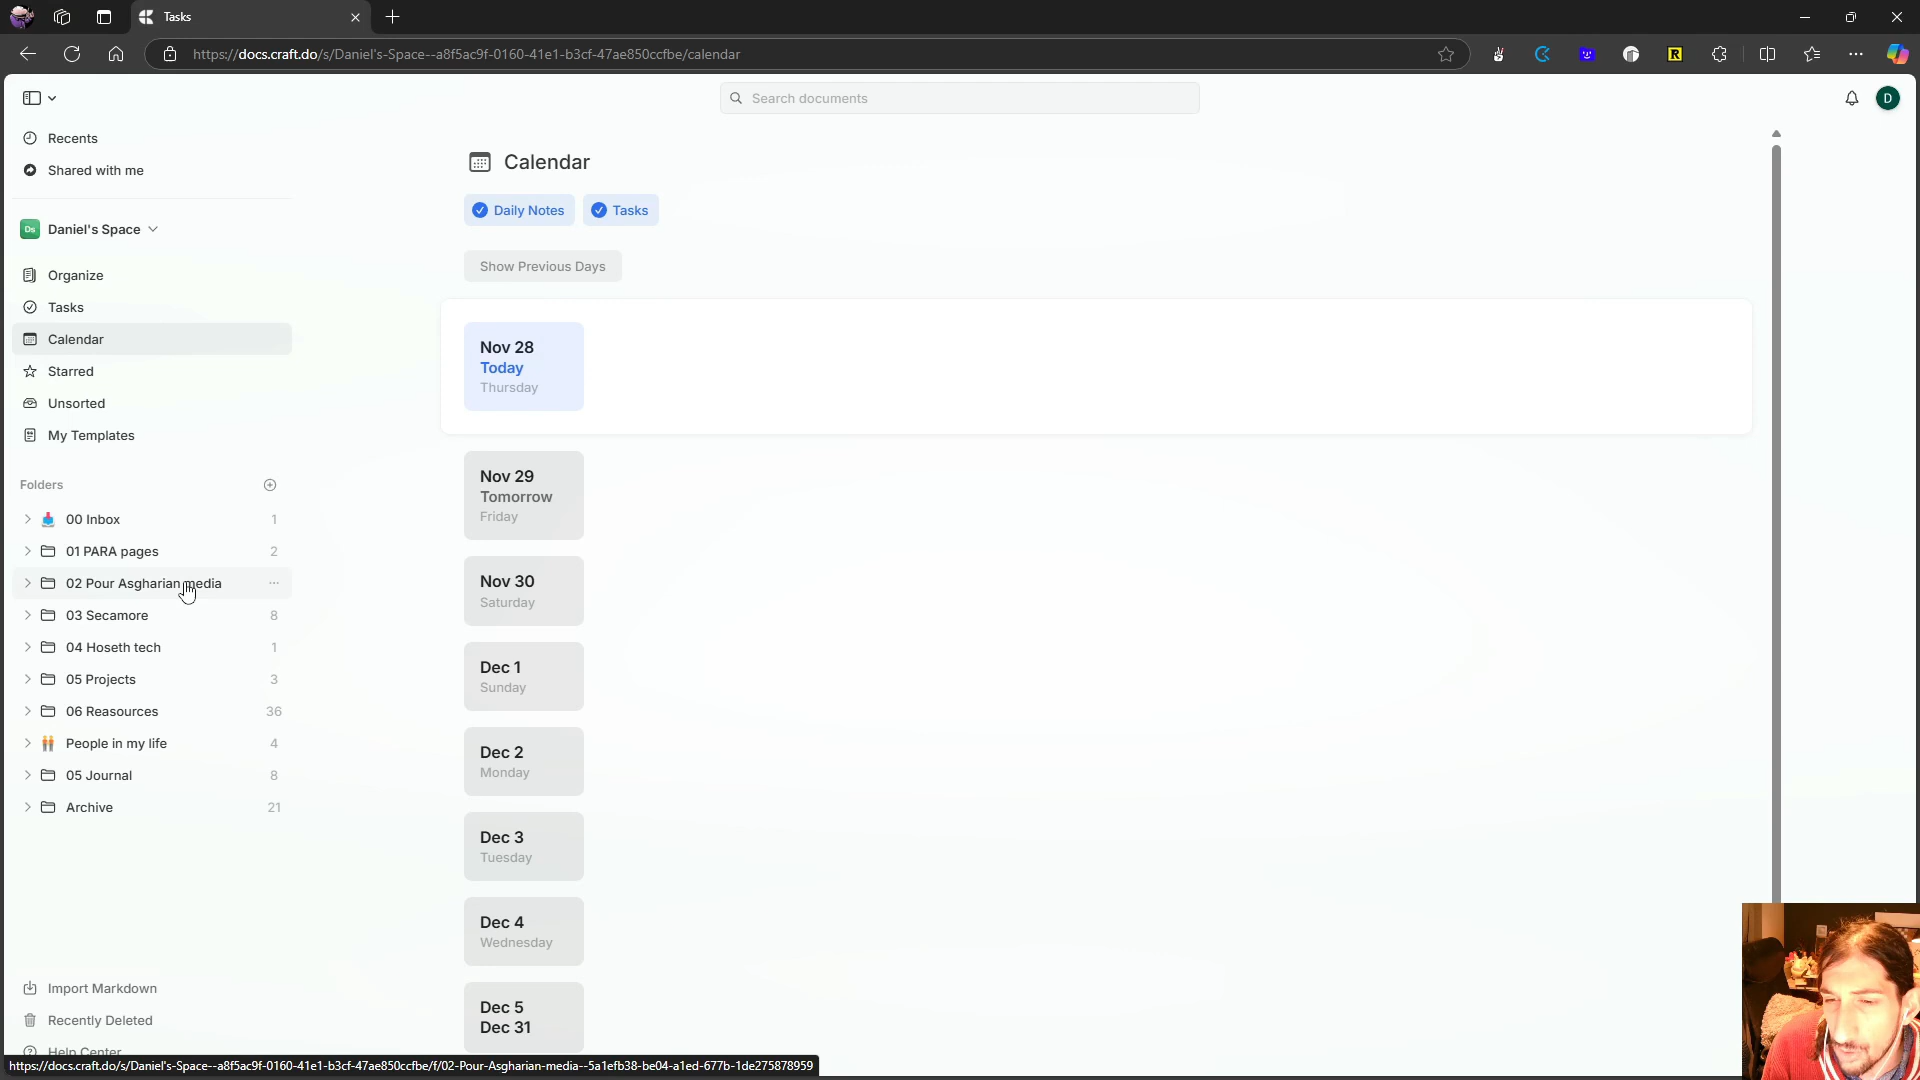 Tasks
https://docs.craft.do/s/Daniel's-Space--a8f5ac9f-0160-41e1-b3cf-47ae850ccfbe/calendar
Search documents
D
Recents
Shared with me
Ds Daniel's Space
Organize
Tasks
Calendar
Starred
Unsorted
My Templates
Folders
00 Inbox 1
01 PARA pages 2
02 Pour Asgharian media ...
03 Secamore 8
04 Hoseth tech 1
05 Projects 3
06 Reasources 36
People in my life 4
05 Journal 8
Archive 21
Import Markdown
Recently Deleted
Help Center
https://docs.craft.do/s/Daniel's-Space--a8f5ac9f-0160-41e1-b3cf-47ae850ccfbe/f/02-Pour-Asgharian-media--5a1efb38-be04-a1ed-677b-1de275878959
Calendar
Daily Notes Tasks
Show Previous Days
Nov 28
Today
Thursday
Nov 29
Tomorrow
Friday
Nov 30
Saturday
Dec 1
Sunday
Dec 2
Monday
Dec 3
Tuesday
Dec 4
Wednesday
Dec 5
Dec 31